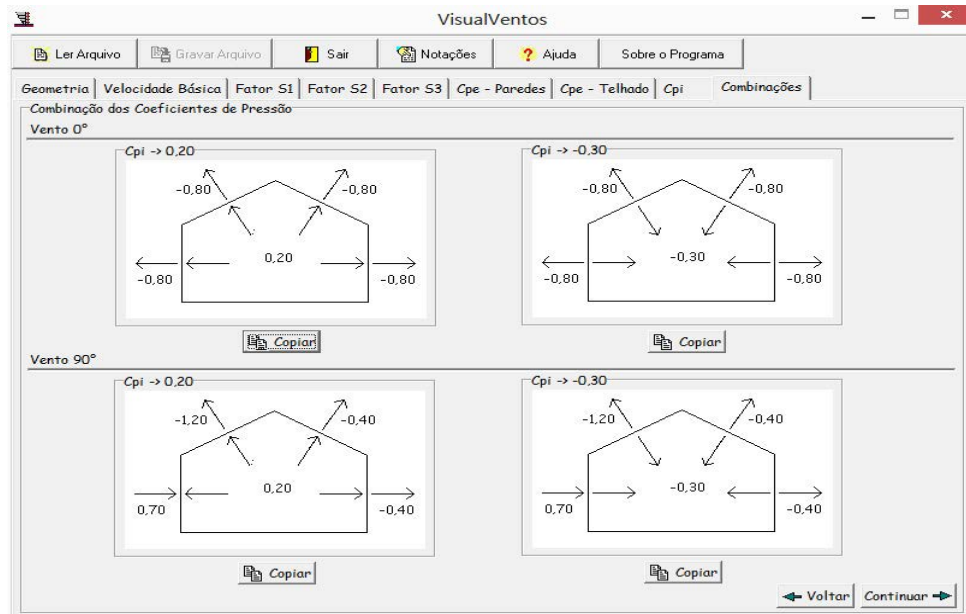 VisualVentos
Ler Arquivo Gravar Arquivo Sair Notações Ajuda Sobre o Programa
Geometria Velocidade Básica Fator S1 Fator S2 Fator S3 Cpe - Paredes Cpe - Telhado Cpi Combinações
Combinação dos Coeficientes de Pressão
Vento 0°
Cpi -> 0,20
-0,80 -0,80
0,20
-0,80 -0,80
Copiar
Cpi -> -0,30
-0,80 -0,80
-0,30
-0,80 -0,80
Copiar
Vento 90°
Cpi -> 0,20
-1,20 -0,40
0,20
0,70 -0,40
Copiar
Cpi -> -0,30
-1,20 -0,40
-0,30
0,70 -0,40
Copiar
Voltar Continuar